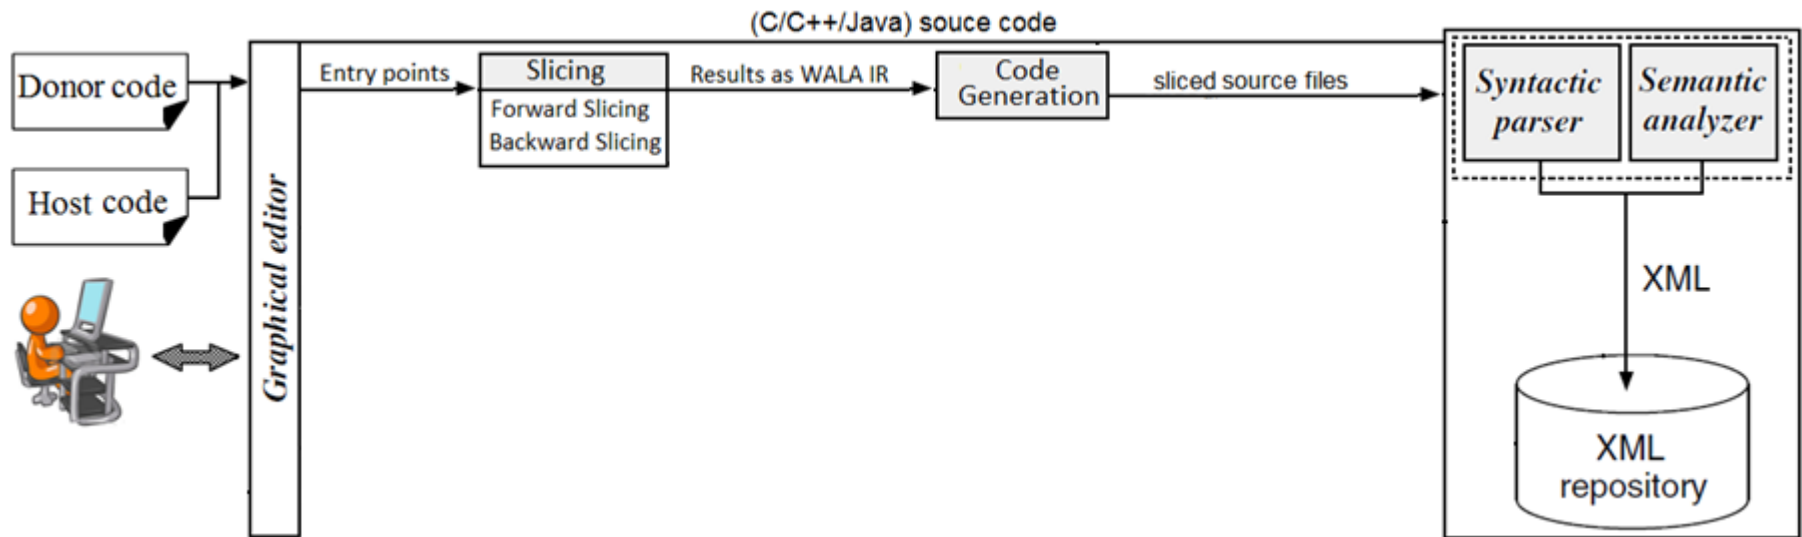 (C/C++/Java) souce code
Donor code
Host code
Graphical editor
Entry points
Slicing
Forward Slicing
Backward Slicing
Results as WALA IR
Code
Generation
sliced source files
Syntactic
parser
Semantic
analyzer
XML
XML
repository